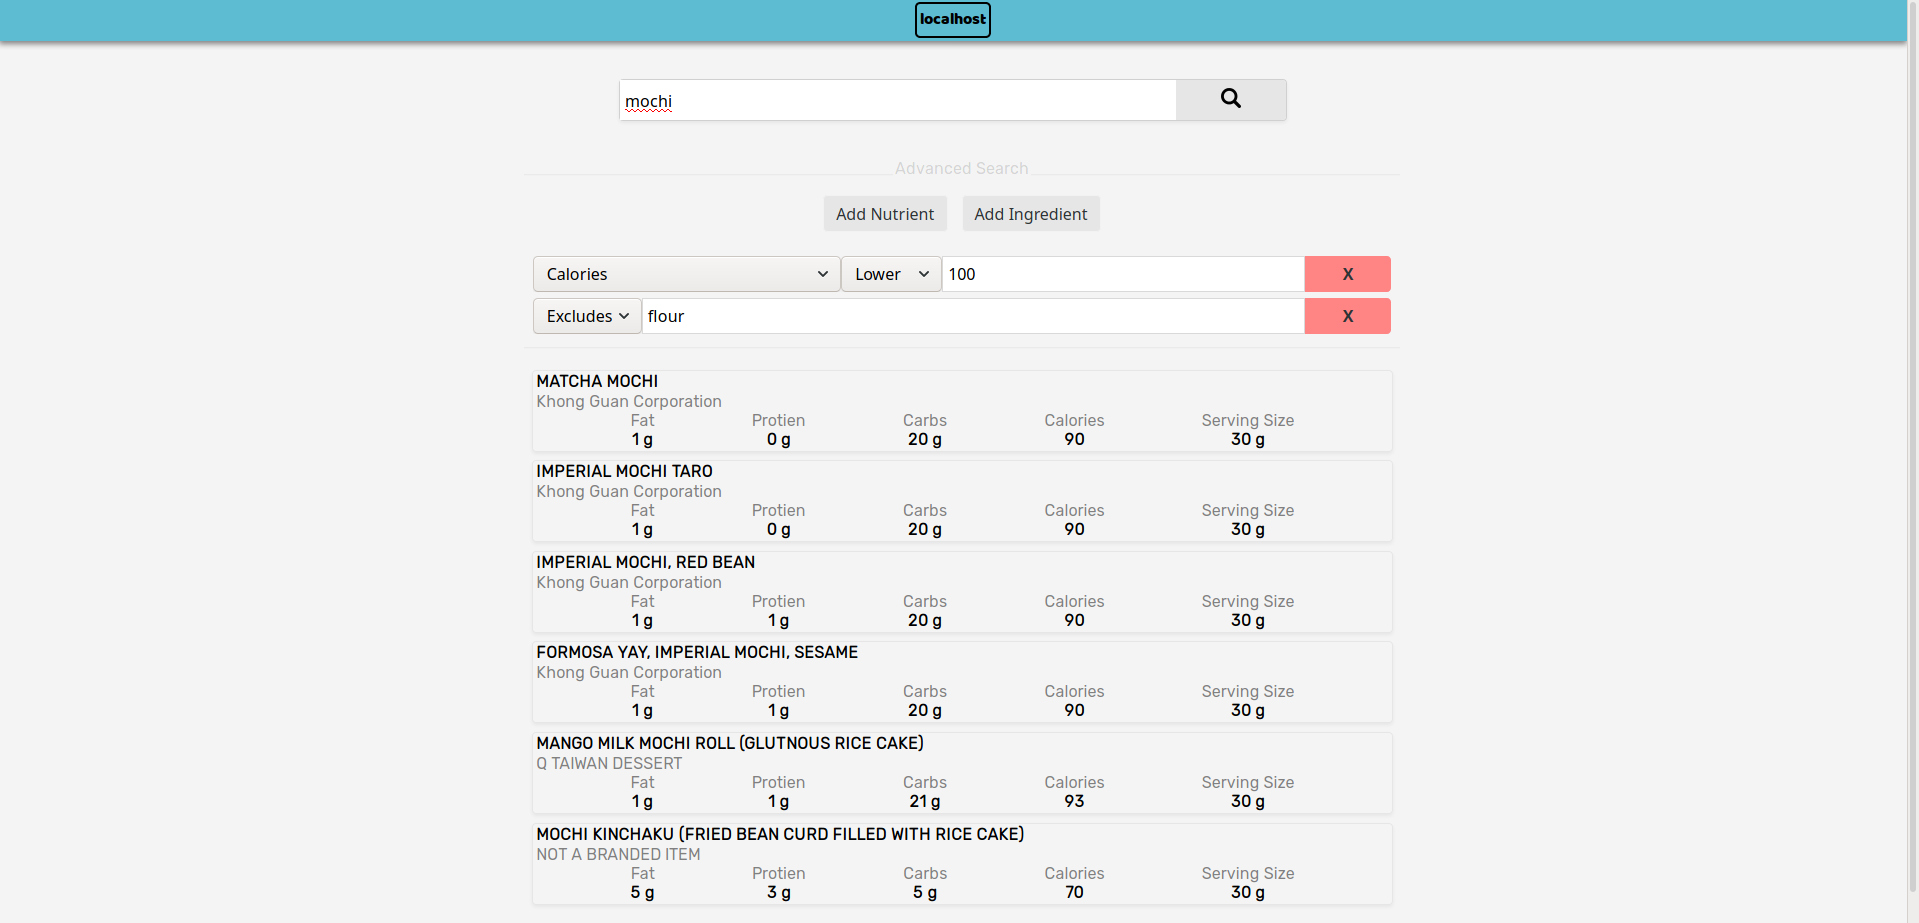 localhost
mochi
Advanced Search
Add Nutrient Add Ingredient
Calories Lower 100 X
Excludes flour X
MATCHA MOCHI
Khong Guan Corporation
Fat Protien Carbs Calories Serving Size
1 g 0 g 20 g 90 30 g
IMPERIAL MOCHI TARO
Khong Guan Corporation
Fat Protien Carbs Calories Serving Size
1 g 0 g 20 g 90 30 g
IMPERIAL MOCHI, RED BEAN
Khong Guan Corporation
Fat Protien Carbs Calories Serving Size
1 g 1 g 20 g 90 30 g
FORMOSA YAY, IMPERIAL MOCHI, SESAME
Khong Guan Corporation
Fat Protien Carbs Calories Serving Size
1 g 1 g 20 g 90 30 g
MANGO MILK MOCHI ROLL (GLUTNOUS RICE CAKE)
Q TAIWAN DESSERT
Fat Protien Carbs Calories Serving Size
1 g 1 g 21 g 93 30 g
MOCHI KINCHAKU (FRIED BEAN CURD FILLED WITH RICE CAKE)
NOT A BRANDED ITEM
Fat Protien Carbs Calories Serving Size
5 g 3 g 5 g 70 30 g